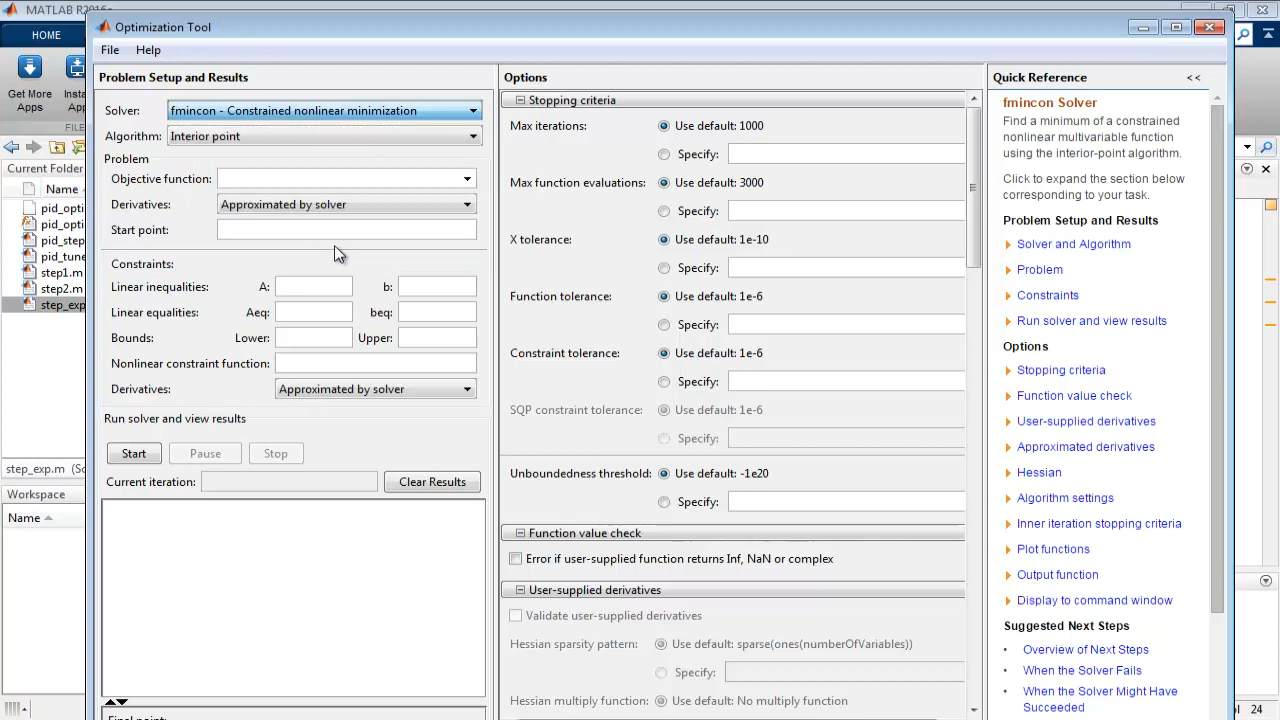 MATLAB R2016a
Optimization Tool
HOME
File Help
Get More
Apps
Problem Setup and Results
Solver: fmincon - Constrained nonlinear minimization
Algorithm: Interior point
Problem
Objective function:
Derivatives: Approximated by solver
Start point:
Constraints:
Linear inequalities: A: b:
Linear equalities: Aeq: beq:
Bounds: Lower: Upper:
Nonlinear constraint function:
Derivatives: Approximated by solver
Run solver and view results
Start Pause Stop
Current iteration: Clear Results
Options
Stopping criteria
Max iterations: Use default: 1000
Specify:
Max function evaluations: Use default: 3000
Specify:
X tolerance: Use default: 1e-10
Specify:
Function tolerance: Use default: 1e-6
Specify:
Constraint tolerance: Use default: 1e-6
Specify:
SQP constraint tolerance: Use default: 1e-6
Specify:
Unboundedness threshold: Use default: -1e20
Specify:
Function value check
Error if user-supplied function returns Inf, NaN or complex
User-supplied derivatives
Validate user-supplied derivatives
Hessian sparsity pattern: Use default: sparse(ones(numberOfVariables))
Specify:
Hessian multiply function: Use default: No multiply function
Quick Reference <<
fmincon Solver
Find a minimum of a constrained
nonlinear multivariable function
using the interior-point algorithm.
Click to expand the section below
corresponding to your task.
Problem Setup and Results
Solver and Algorithm
Problem
Constraints
Run solver and view results
Options
Stopping criteria
Function value check
User-supplied derivatives
Approximated derivatives
Hessian
Algorithm settings
Inner iteration stopping criteria
Plot functions
Output function
Display to command window
Suggested Next Steps
• Overview of Next Steps
• When the Solver Fails
• When the Solver Might Have
Succeeded
Current Folder
Name
pid_opti
pid_opti
pid_step
pid_tune
step1.m
step2.m
step_exp
step_exp.m
Workspace
Name
24